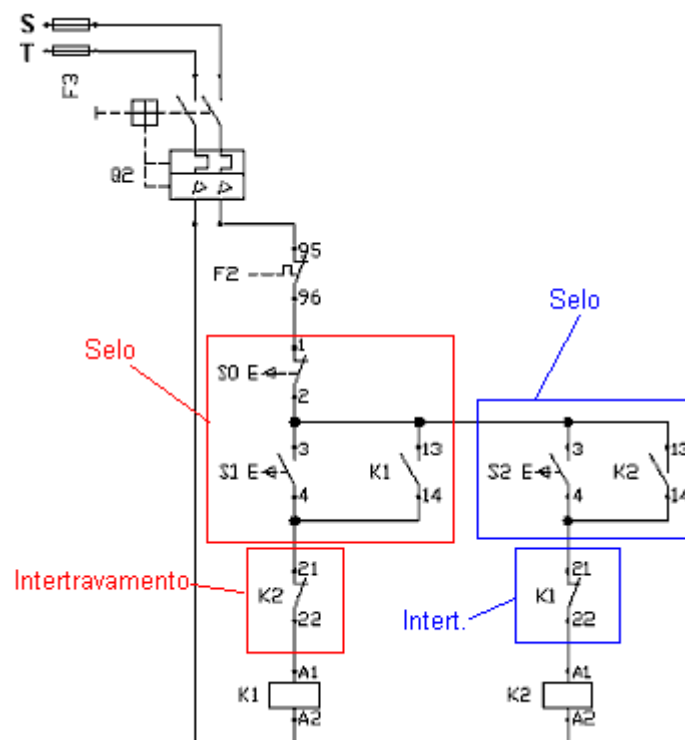 S
T
F3
Q2
95
F2
96
Selo
Selo
1
S0 E
2
3
13
3
13
S1 E
K1
S2 E
K2
4
14
4
14
Intertravamento
21
K2
22
21
K1
22
Intert.
A1
K1
A2
A1
K2
A2